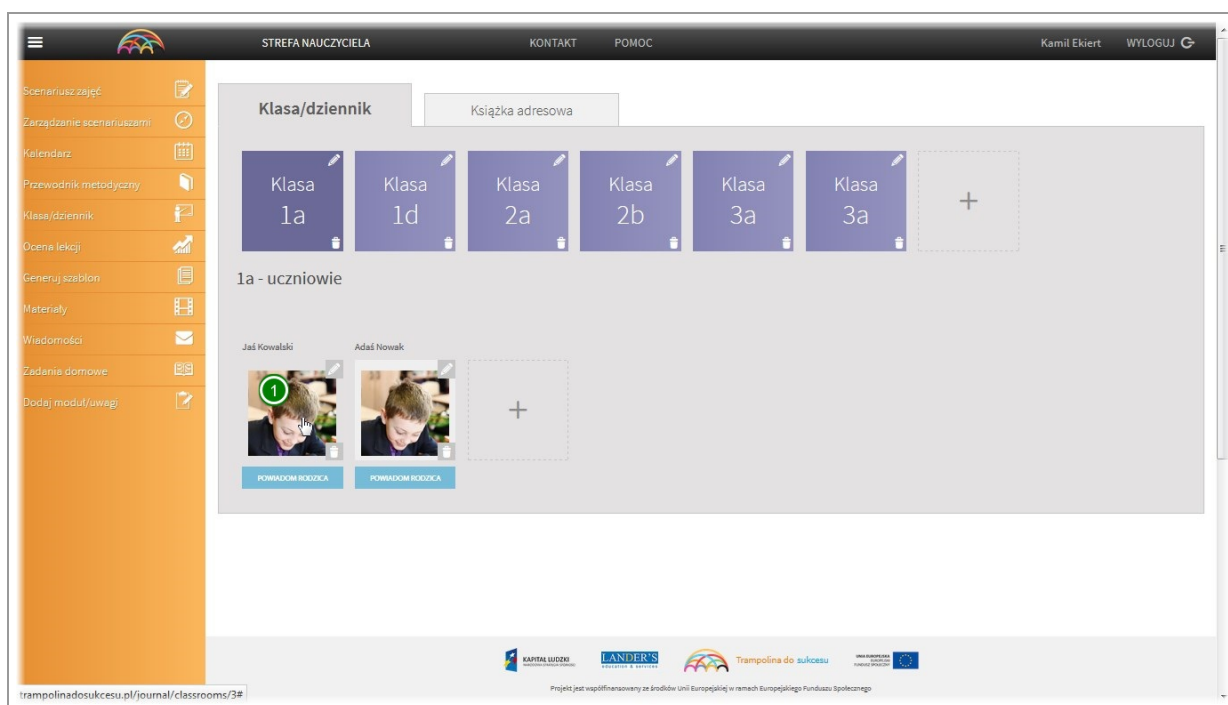 STREFA NAUCZYCIELA KONTAKT POMOC Kamil Ekiert WYLOGUJ
Scenariusz zajęć
Zarządzanie scenariuszami
Kalendarz
Przewodnik metodyczny
Klasa/dziennik
Ocena lekcji
Generuj szablon
Materiały
Wiadomości
Zadania domowe
Dodaj moduł/uwagi
Klasa/dziennik Książka adresowa
Klasa Klasa Klasa Klasa Klasa Klasa
1a 1d 2a 2b 3a 3a
1a - uczniowie
Jaś Kowalski Adaś Nowak
1
POWIADOM RODZICA POWIADOM RODZICA
KAPITAŁ LUDZKI LANDER'S Trampolina do sukcesu
Projekt jest współfinansowany ze środków Unii Europejskiej w ramach Europejskiego Funduszu Społecznego
trampolinadosukcesu.pl/journal/classrooms/3#